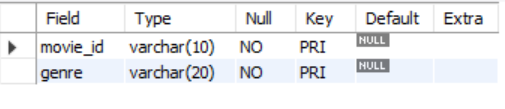 Field Type Null Key Default Extra
movie_id varchar(10) NO PRI NULL
genre varchar(20) NO PRI NULL